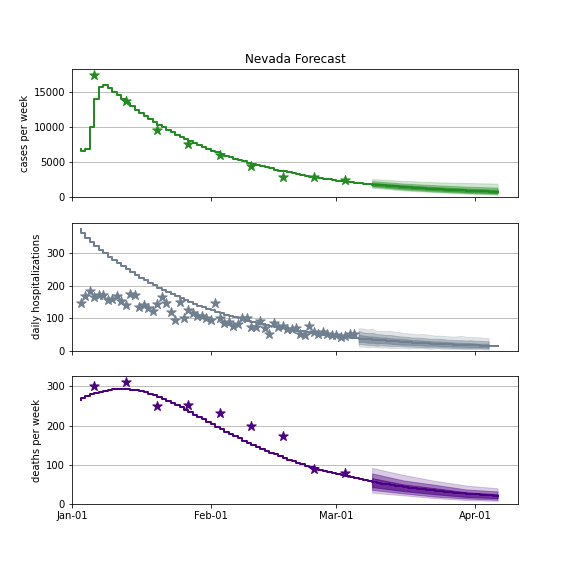 Nevada Forecast
cases per week
15000
10000
5000
0
daily hospitalizations
300
200
100
0
deaths per week
300
200
100
0
Jan-01 Feb-01 Mar-01 Apr-01